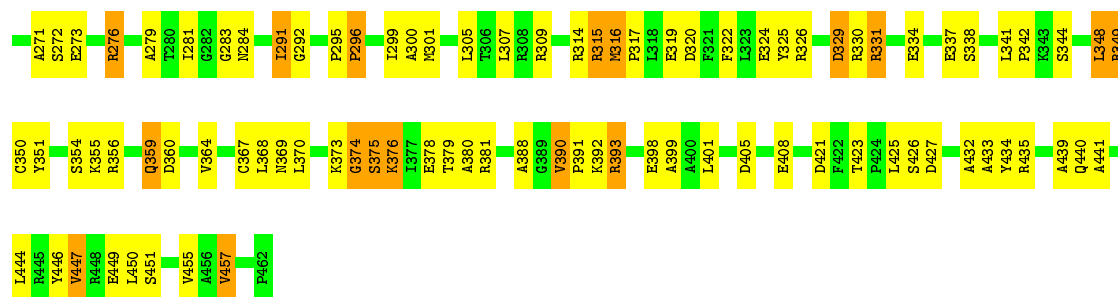 A271 S272 E273 R276 A279 T280 I281 G282 G283 N284 I291 G292 P295 P296 I299 A300 M301 L305 T306 L307 R308 R309 R314 R315 M316 P317 L318 E319 D320 F321 F322 L323 E324 Y325 R326 D329 R330 R331 E334 E337 S338 L341 P342 K343 S344 L348 R349
C350 Y351 S354 K355 R356 Q359 D360 V364 C367 L368 N369 L370 K373 G374 S375 K376 I377 E378 T379 A380 R381 A388 G389 V390 P391 K392 R393 E398 A399 A400 L401 D405 E408 D421 F422 T423 P424 L425 S426 D427 A432 A433 Y434 R435 A439 Q440 A441
L444 R445 Y446 V447 R448 E449 L450 S451 V455 A456 V457 P462